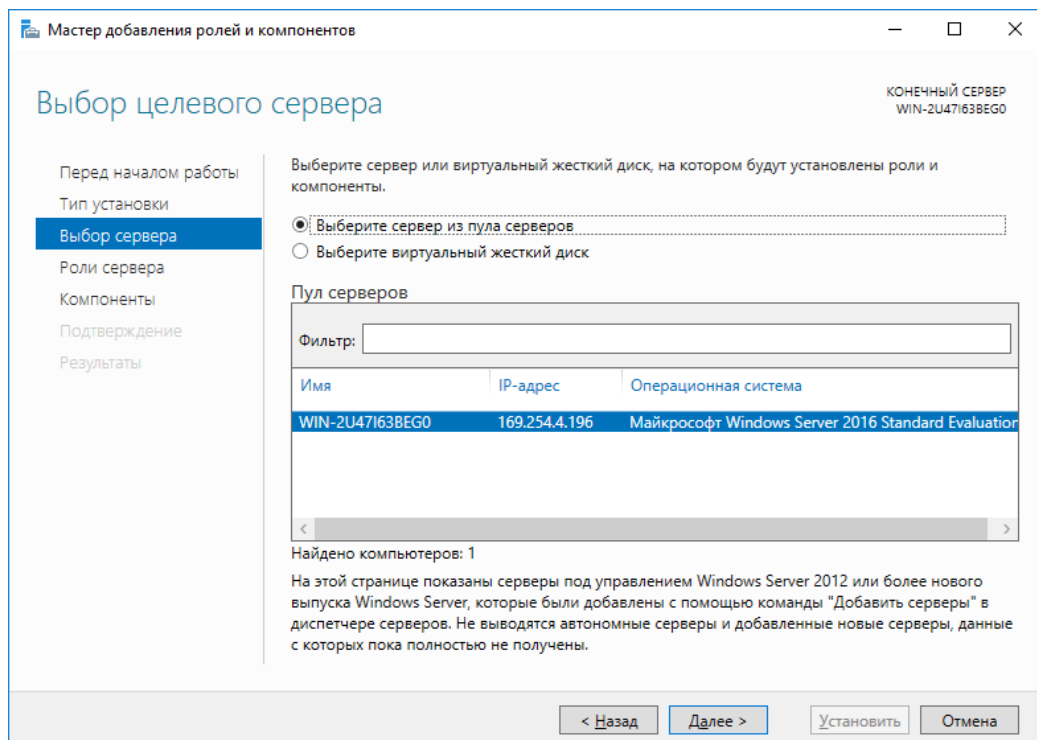 Мастер добавления ролей и компонентов
Выбор целевого сервера
КОНЕЧНЫЙ СЕРВЕР
WIN-2U47I63BEG0
Перед началом работы
Тип установки
Выбор сервера
Роли сервера
Компоненты
Подтверждение
Результаты
Выберите сервер или виртуальный жесткий диск, на котором будут установлены роли и
компоненты.
Выберите сервер из пула серверов
Выберите виртуальный жесткий диск
Пул серверов
Фильтр:
Имя IP-адрес Операционная система
WIN-2U47I63BEG0 169.254.4.196 Майкрософт Windows Server 2016 Standard Evaluation
Найдено компьютеров: 1
На этой странице показаны серверы под управлением Windows Server 2012 или более нового
выпуска Windows Server, которые были добавлены с помощью команды "Добавить серверы" в
диспетчере серверов. Не выводятся автономные серверы и добавленные новые серверы, данные
с которых пока полностью не получены.
< Назад Далее > Установить Отмена